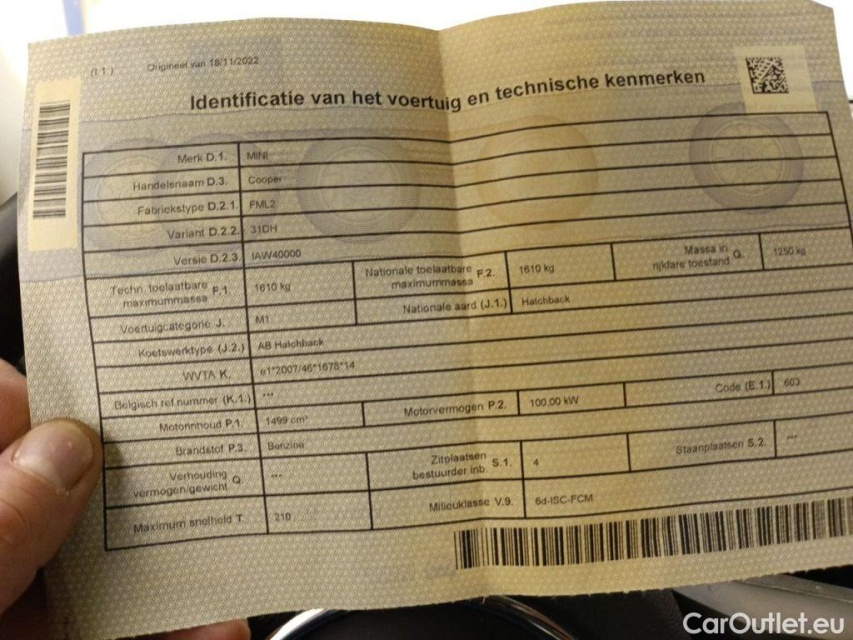 (I.1) Origineel van 18/11/2022
Identificatie van het voertuig en technische kenmerken
Merk D.1. MINI
Handelsnaam D.3. Cooper
Fabriekstype D.2.1. FML2
Variant D.2.2. 31DH
Versie D.2.3. IAW40000
Techn. toelaatbare maximummassa F.1. 1610 kg Nationale toelaatbare maximummassa F.2. 1610 kg Massa in rijklare toestand G. 1250 kg
Voertuigcategorie J. M1 Nationale aard (J.1.) Hatchback
Koetswerktype (J.2.) AB Hatchback
WVTA K. e1*2007/46*1678*14
Belgisch ref.nummer (K.1.) ---
Motorinhoud P.1. 1499 cm³ Motorvermogen P.2. 100,00 kW Code (E.1.) 603
Brandstof P.3. Benzine
Verhouding vermogen/gewicht Q --- Zitplaatsen bestuurder inb. S.1. 4 Staanplaatsen S.2. ---
Maximum snelheid T. 210 Milieuklasse V.9. 6d-ISC-FCM
CarOutlet.eu